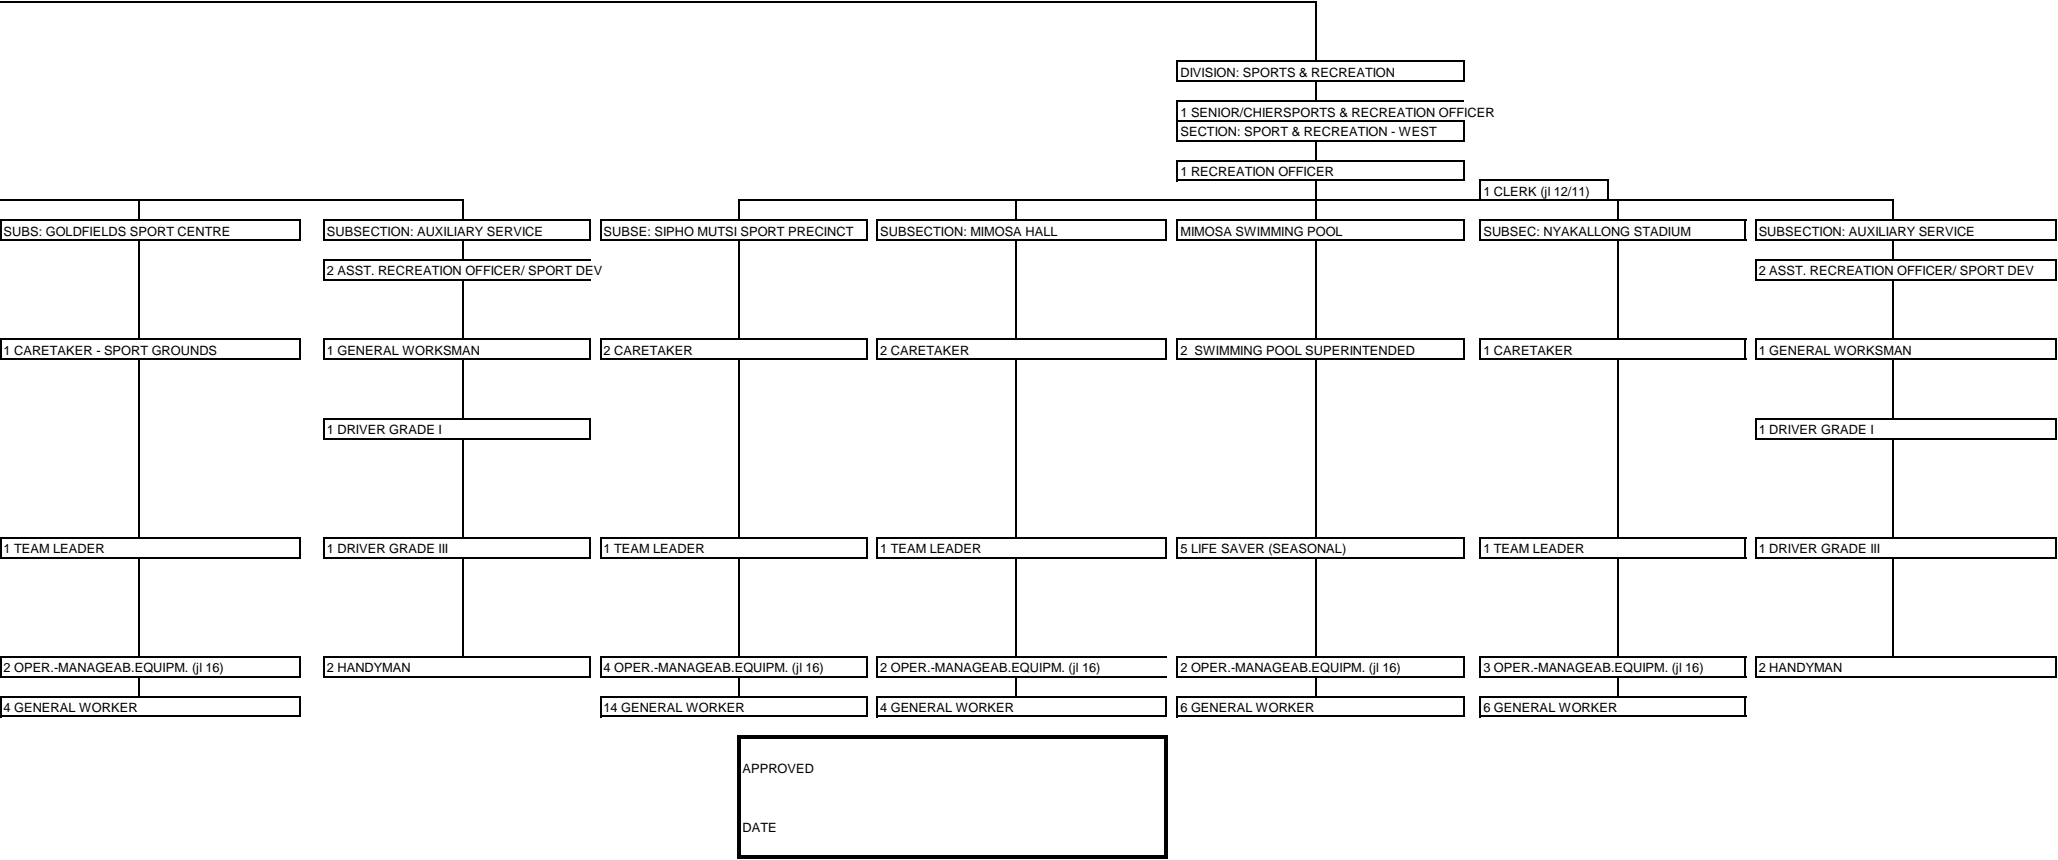 DIVISION: SPORTS & RECREATION
1 SENIOR/CHIERSPORTS & RECREATION OFFICER
SECTION: SPORT & RECREATION - WEST
1 RECREATION OFFICER
1 CLERK (jl 12/11)
SUBS: GOLDFIELDS SPORT CENTRE
SUBSECTION: AUXILIARY SERVICE
SUBSE: SIPHO MUTSI SPORT PRECINCT
SUBSECTION: MIMOSA HALL
MIMOSA SWIMMING POOL
SUBSEC: NYAKALLONG STADIUM
SUBSECTION: AUXILIARY SERVICE
2 ASST. RECREATION OFFICER/ SPORT DEV
2 ASST. RECREATION OFFICER/ SPORT DEV
1 CARETAKER - SPORT GROUNDS
1 GENERAL WORKSMAN
2 CARETAKER
2 CARETAKER
2  SWIMMING POOL SUPERINTENDED
1 CARETAKER
1 GENERAL WORKSMAN
1 DRIVER GRADE I
1 DRIVER GRADE I
1 TEAM LEADER
1 DRIVER GRADE III
1 TEAM LEADER
1 TEAM LEADER
5 LIFE SAVER (SEASONAL)
1 TEAM LEADER
1 DRIVER GRADE III
2 OPER.-MANAGEAB.EQUIPM. (jl 16)
2 HANDYMAN
4 OPER.-MANAGEAB.EQUIPM. (jl 16)
2 OPER.-MANAGEAB.EQUIPM. (jl 16)
2 OPER.-MANAGEAB.EQUIPM. (jl 16)
3 OPER.-MANAGEAB.EQUIPM. (jl 16)
2 HANDYMAN
4 GENERAL WORKER
14 GENERAL WORKER
4 GENERAL WORKER
6 GENERAL WORKER
6 GENERAL WORKER
APPROVED
DATE